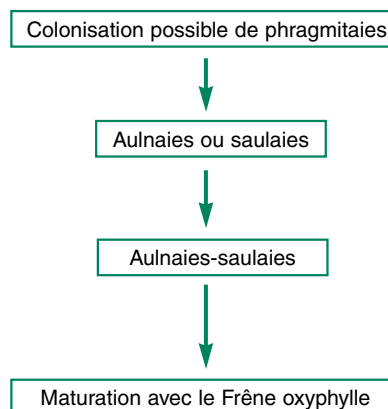 Colonisation possible de phragmitaies
Aulnaies ou saulaies
Aulnaies-saulaies
Maturation avec le Frêne oxyphylle